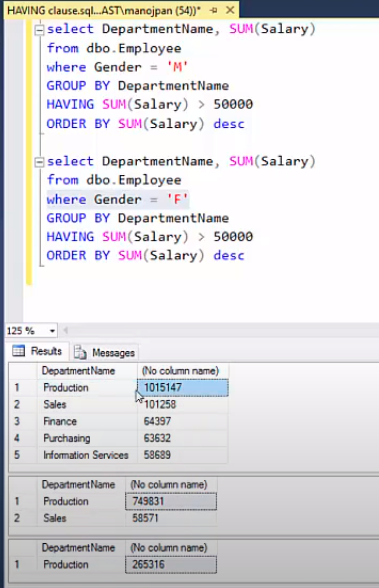 HAVING clause.sql...AST\manojpan (54))*
select DepartmentName, SUM(Salary)
from dbo.Employee
where Gender = 'M'
GROUP BY DepartmentName
HAVING SUM(Salary) > 50000
ORDER BY SUM(Salary) desc
select DepartmentName, SUM(Salary)
from dbo.Employee
where Gender = 'F'
GROUP BY DepartmentName
HAVING SUM(Salary) > 50000
ORDER BY SUM(Salary) desc
125 %
Results Messages
DepartmentName (No column name)
1 Production 1015147
2 Sales 101258
3 Finance 64397
4 Purchasing 63632
5 Information Services 58689
DepartmentName (No column name)
1 Production 749831
2 Sales 58571
DepartmentName (No column name)
1 Production 265316